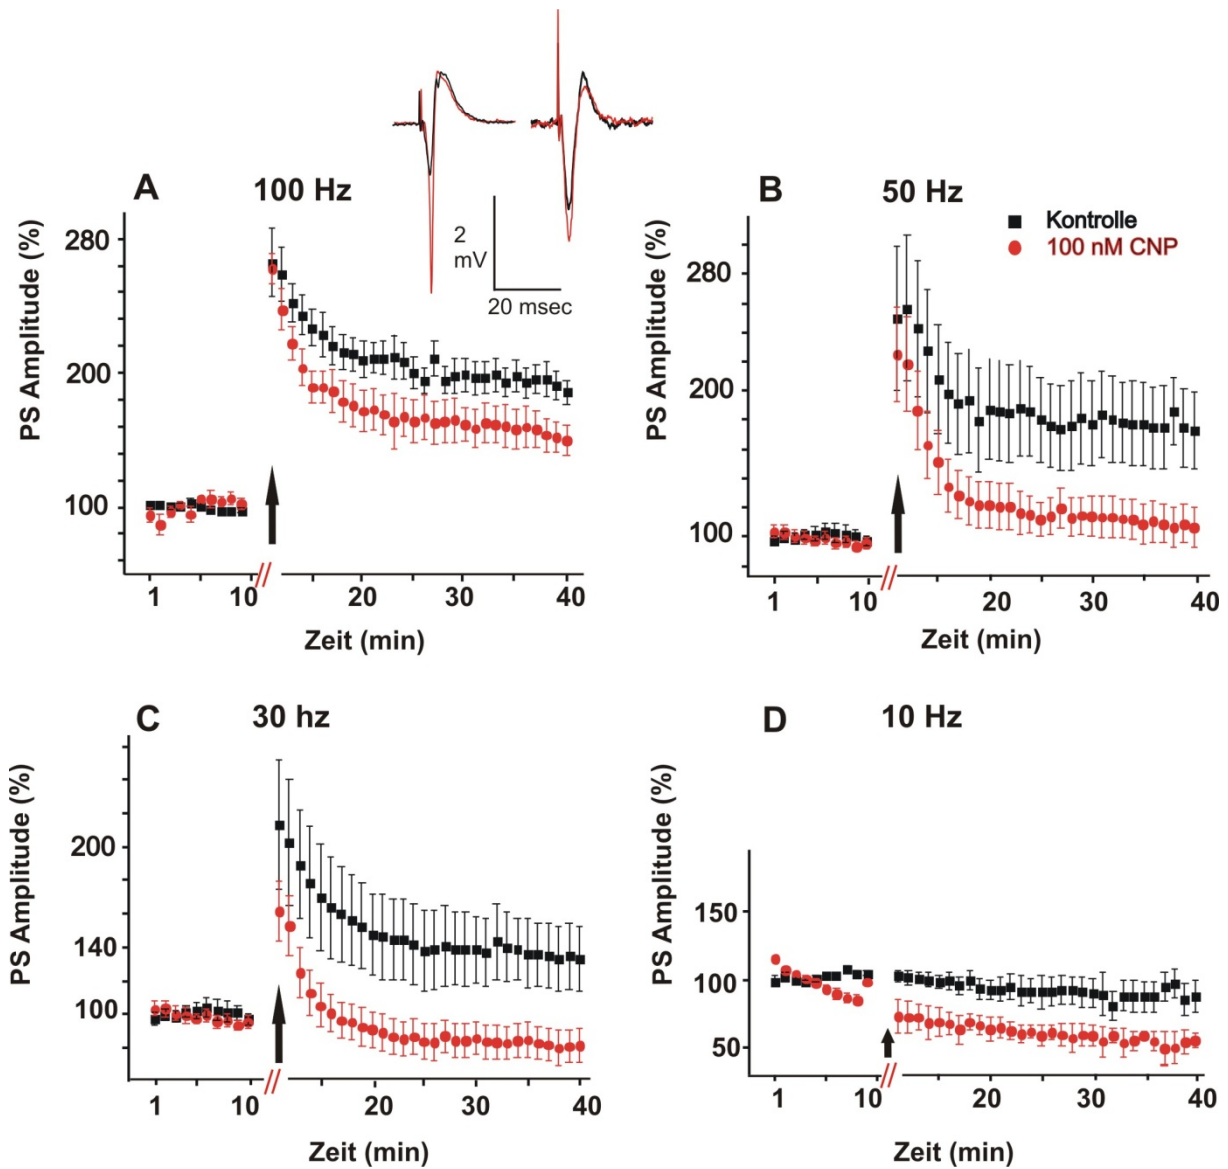 A
100 Hz
2
mV
20 msec
PS Amplitude (%)
280
200
100
1
10
20
30
40
Zeit (min)
B
50 Hz
Kontrolle
100 nM CNP
PS Amplitude (%)
280
200
100
1
10
20
30
40
Zeit (min)
C
30 hz
PS Amplitude (%)
200
140
100
1
10
20
30
40
Zeit (min)
D
10 Hz
PS Amplitude (%)
150
100
50
1
10
20
30
40
Zeit (min)